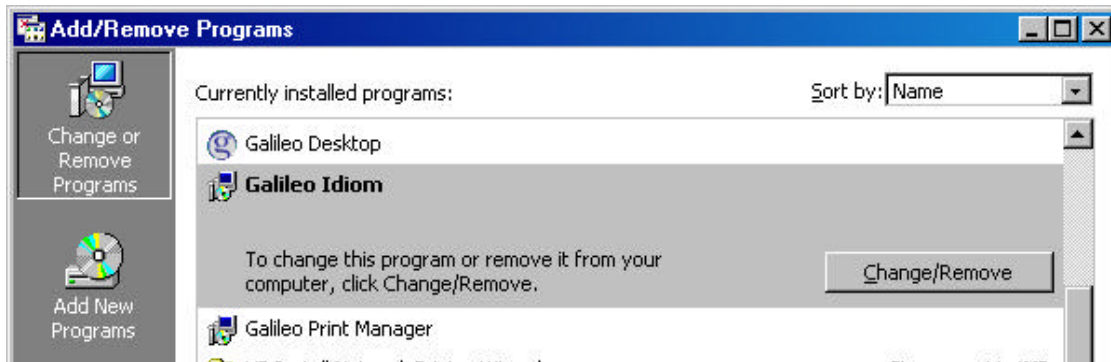 Add/Remove Programs
Currently installed programs:
Sort by: Name
Change or
Remove
Programs
Galileo Desktop
Galileo Idiom
To change this program or remove it from your
computer, click Change/Remove.
Change/Remove
Add New
Programs
Galileo Print Manager